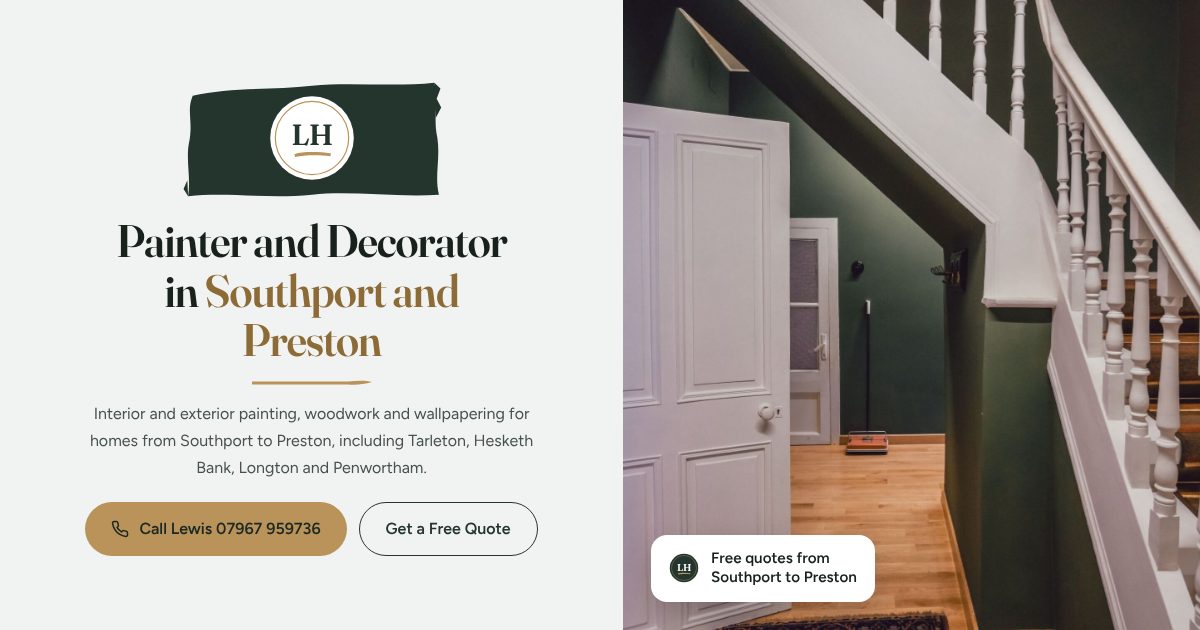 LH
Painter and Decorator
in Southport and
Preston
Interior and exterior painting, woodwork and wallpapering for
homes from Southport to Preston, including Tarleton, Hesketh
Bank, Longton and Penwortham.
Call Lewis 07967 959736
Get a Free Quote
LH
Free quotes from
Southport to Preston